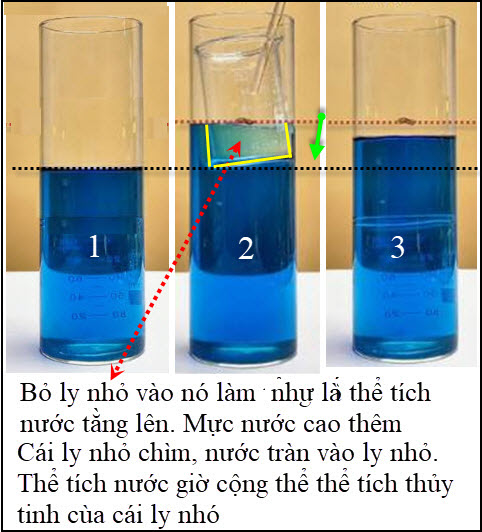 1 2 3
Bỏ ly nhỏ vào nó làm như là thể tích
nước tằng lên. Mực nước cao thêm
Cái ly nhỏ chìm, nước tràn vào ly nhỏ.
Thể tích nước giờ cộng thể thể tích thủy
tinh cùa cái ly nhó